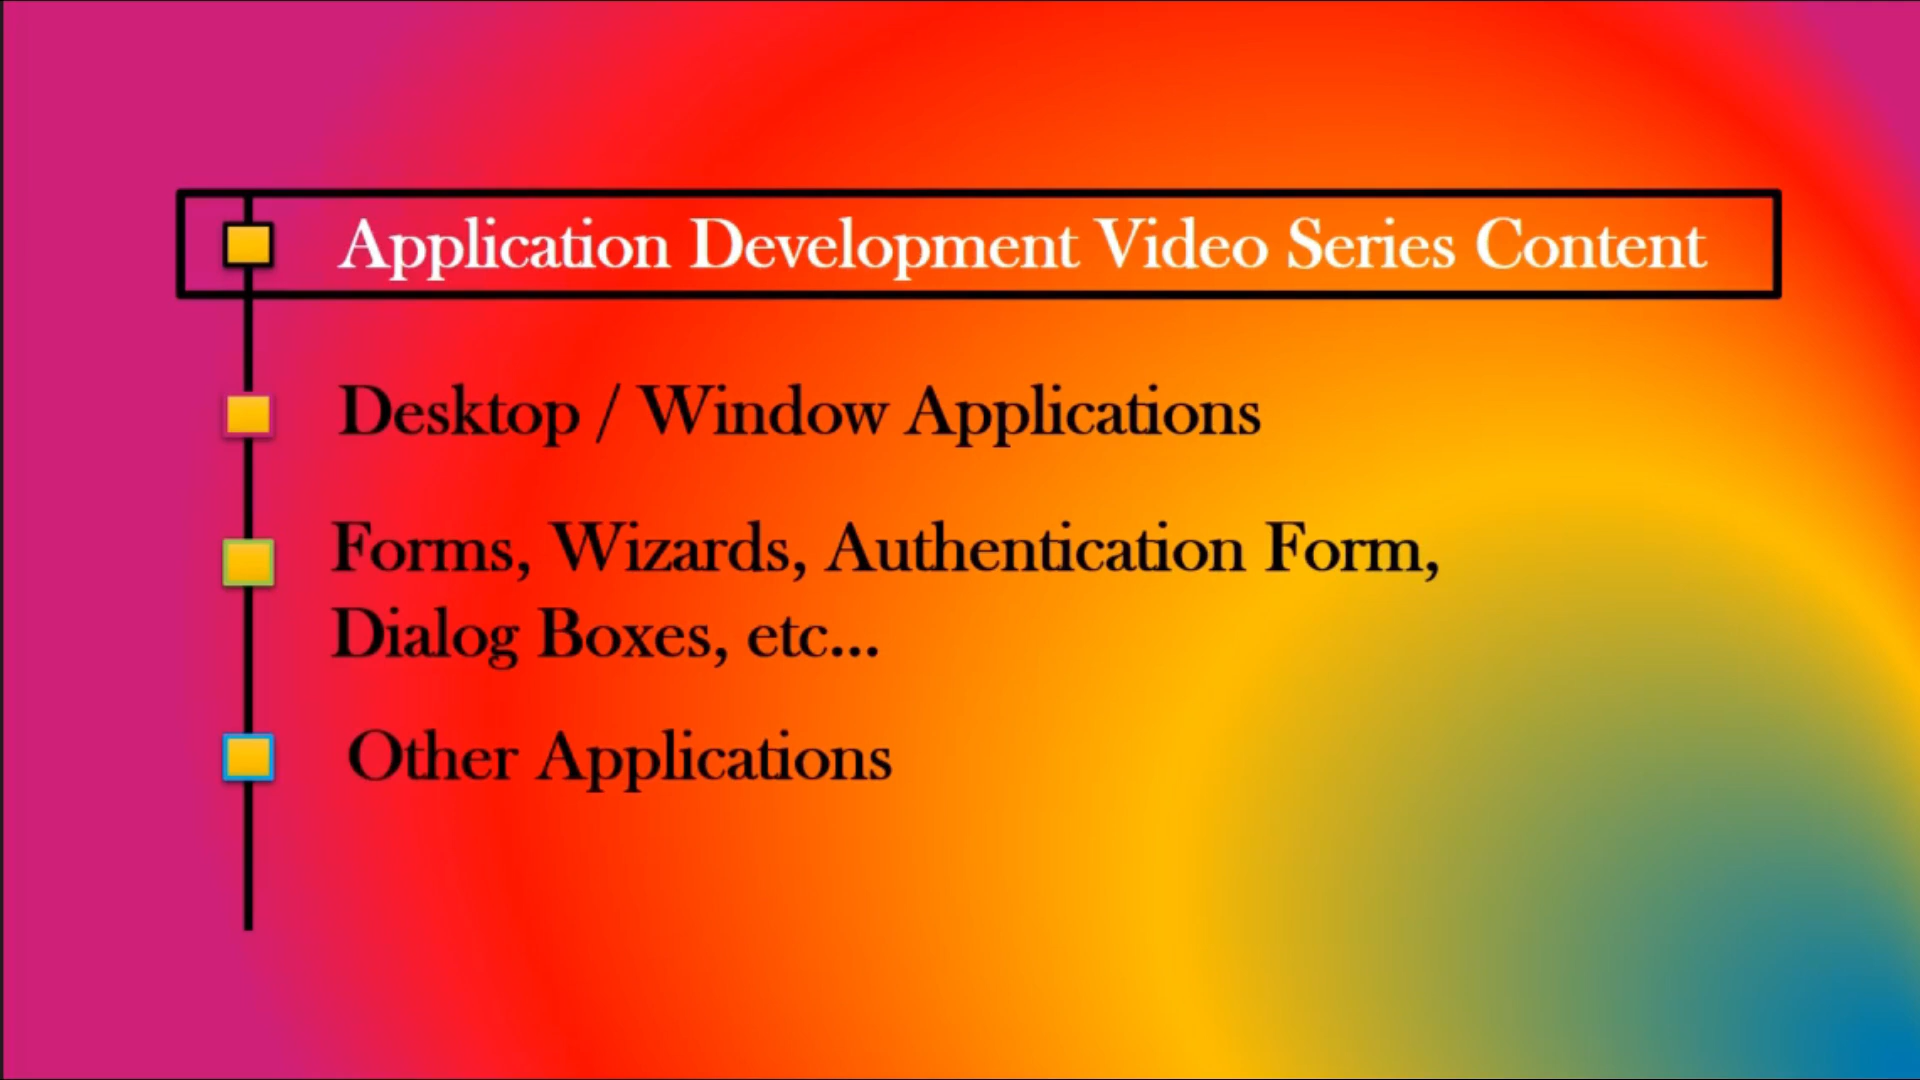 Application Development Video Series Content
Desktop / Window Applications
Forms, Wizards, Authentication Form,
Dialog Boxes, etc...
Other Applications